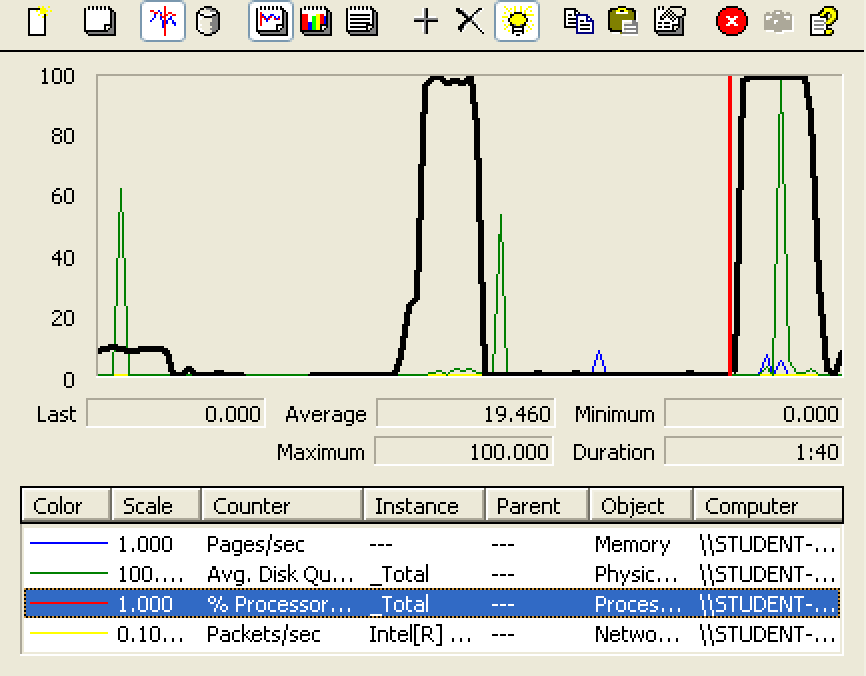 100
80
60
40
20
0
Last 0.000 Average 19.460 Minimum 0.000
Maximum 100.000 Duration 1:40
Color Scale Counter Instance Parent Object Computer
1.000 Pages/sec --- --- Memory \\STUDENT-...
100.... Avg. Disk Qu... _Total --- Physic... \\STUDENT-...
1.000 % Processor... _Total --- Proces... \\STUDENT-...
0.10... Packets/sec Intel[R] ... --- Netwo... \\STUDENT-...